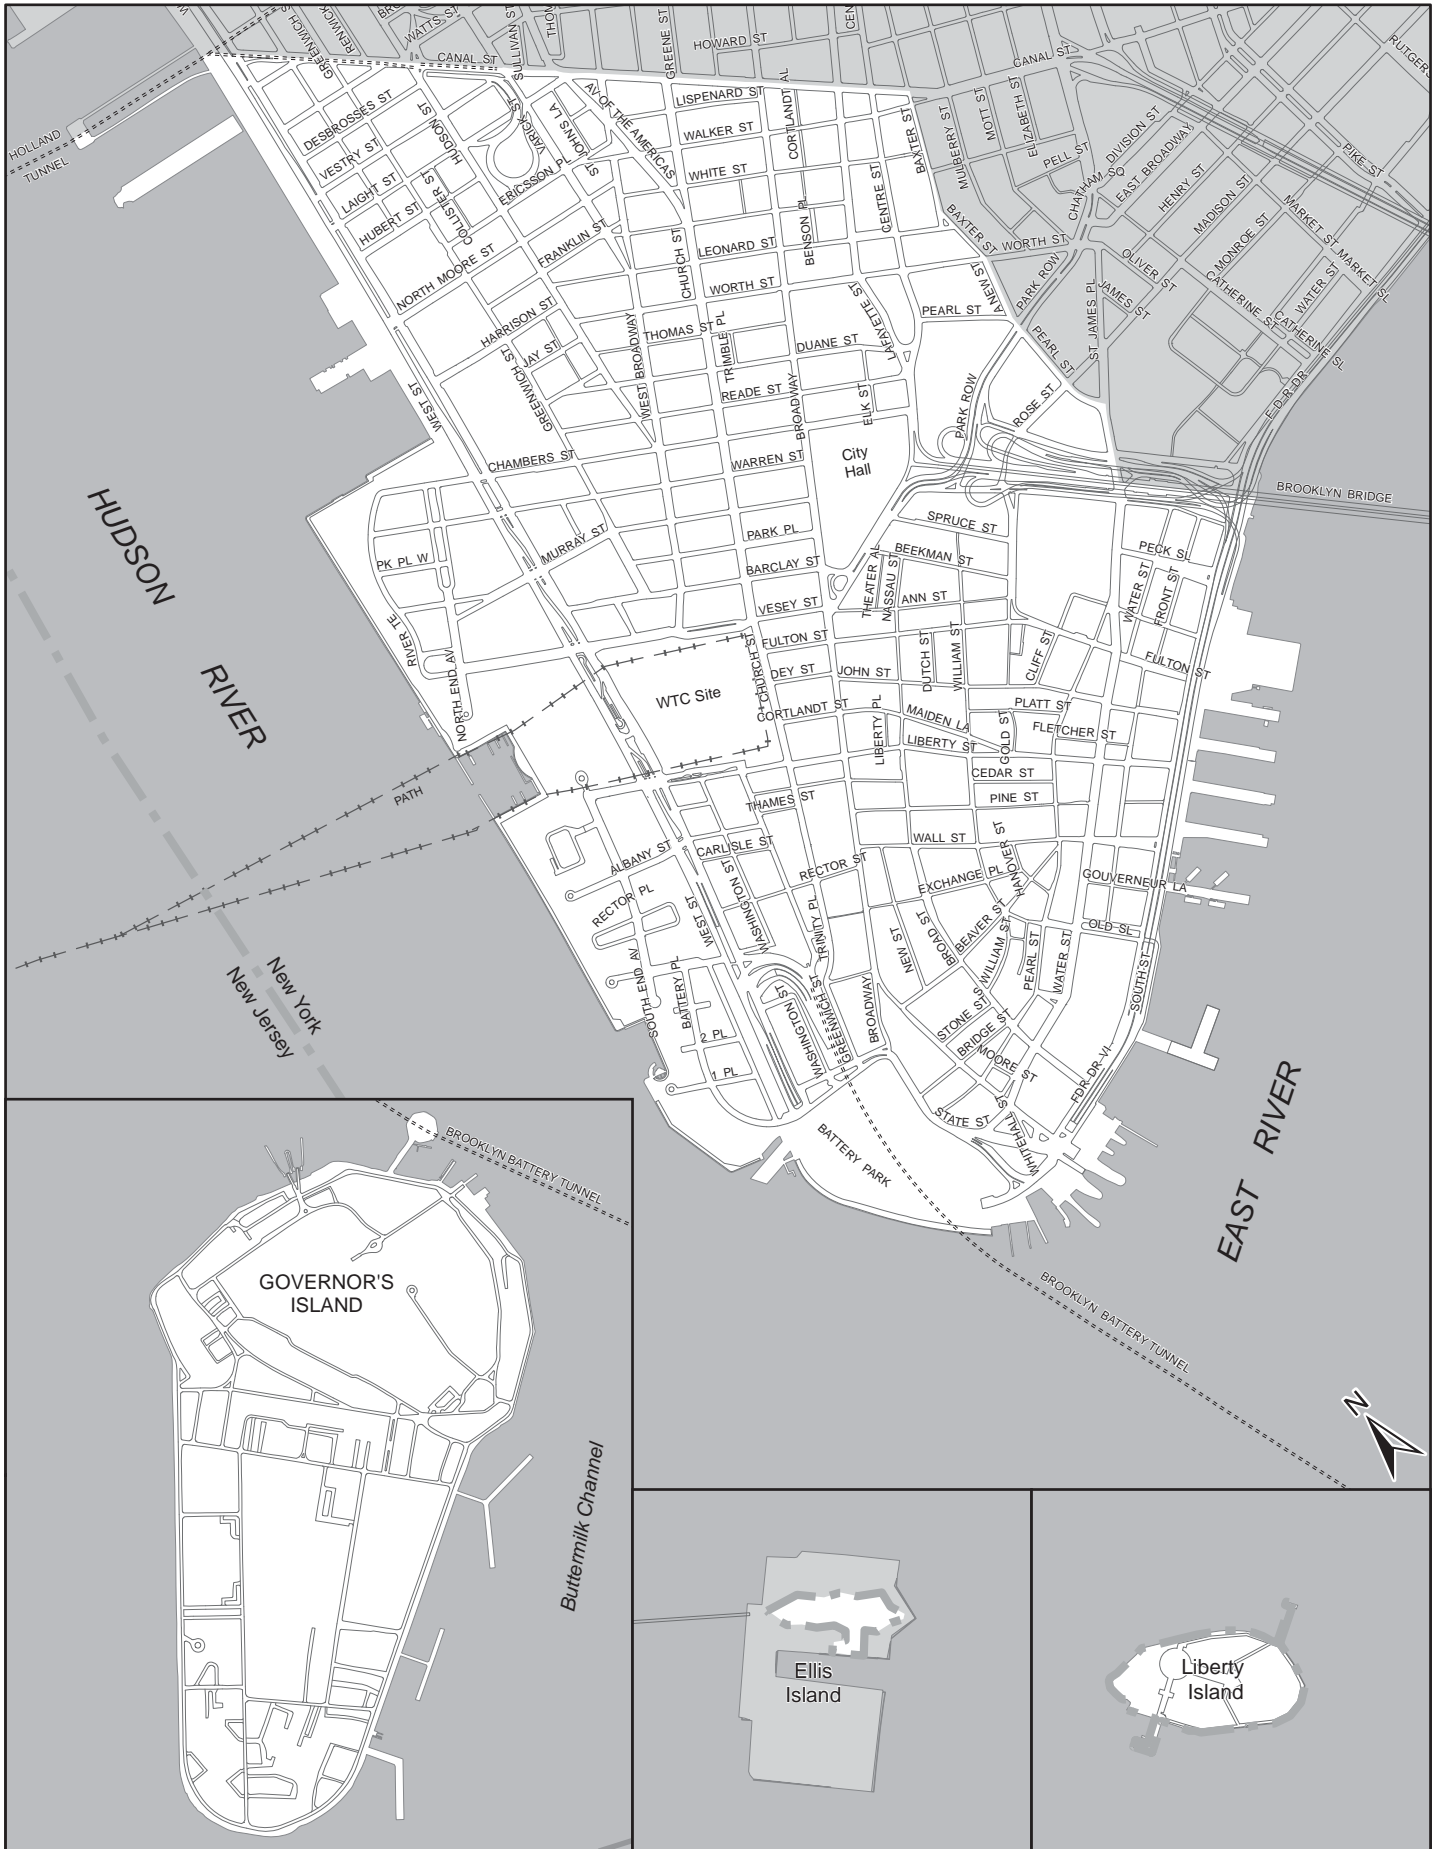 WATTS ST
SULLIVAN ST
GREENE ST
HOWARD ST
CANAL ST
CANAL ST
RUTGERS
GREENWICH
RENWICK
HOLLAND
TUNNEL
DESBROSSES ST
VESTRY ST
LAIGHT ST
HUBERT ST
HUDSON ST
COLLISTER ST
VARICK ST
ST JOHNS LA
ERICSSON PL
AV OF THE AMERICAS
LISPENARD ST
WALKER ST
WHITE ST
CORTLANDT AL
BENSON PL
CENTRE ST
BAXTER ST
MULBERRY ST
MOTT ST
ELIZABETH ST
PELL ST
DIVISION ST
EAST BROADWAY
CHATHAM SQ
HENRY ST
MADISON ST
MONROE ST
PIKE ST
MARKET ST
MARKET SL
WATER ST
CATHERINE ST
CATHERINE SL
OLIVER ST
JAMES ST
ST JAMES PL
BAXTER ST
WORTH ST
PARK ROW
PEARL ST
F D R DR
NORTH MOORE ST
FRANKLIN ST
HARRISON ST
JAY ST
GREENWICH ST
WEST BROADWAY
CHURCH ST
LEONARD ST
WORTH ST
THOMAS ST
TRIMBLE PL
DUANE ST
LAFAYETTE ST
PEARL ST
A NEW ST
READE ST
BROADWAY
ELK ST
PARK ROW
ROSE ST
WEST ST
CHAMBERS ST
WARREN ST
City
Hall
BROOKLYN BRIDGE
HUDSON
RIVER
PK PL W
MURRAY ST
PARK PL
BARCLAY ST
VESEY ST
SPRUCE ST
BEEKMAN ST
THEATER AL
NASSAU ST
ANN ST
PECK SL
WATER ST
FRONT ST
RIVER TE
NORTH END AV
FULTON ST
CHURCH ST
DEY ST
JOHN ST
DUTCH ST
WILLIAM ST
CLIFF ST
FULTON ST
WTC Site
CORTLANDT ST
LIBERTY PL
MAIDEN LA
LIBERTY ST
GOLD ST
PLATT ST
FLETCHER ST
CEDAR ST
PINE ST
PATH
THAMES ST
ALBANY ST
CARLISLE ST
RECTOR ST
WALL ST
EXCHANGE PL
HANOVER ST
GOUVERNEUR LA
RECTOR PL
WEST ST
WASHINGTON ST
TRINITY PL
NEW ST
BROAD ST
BEAVER ST
S WILLIAM ST
PEARL ST
WATER ST
OLD SL
SOUTH ST
SOUTH END AV
BATTERY PL
2 PL
1 PL
WASHINGTON ST
WASHINGTON ST
GREENWICH ST
BROADWAY
STONE ST
BRIDGE ST
MOORE ST
STATE ST
WHITEHALL ST
FDR DR VI
New York
New Jersey
BATTERY PARK
EAST RIVER
BROOKLYN BATTERY TUNNEL
N
BROOKLYN BATTERY TUNNEL
GOVERNOR'S
ISLAND
Buttermilk Channel
Ellis
Island
Liberty
Island